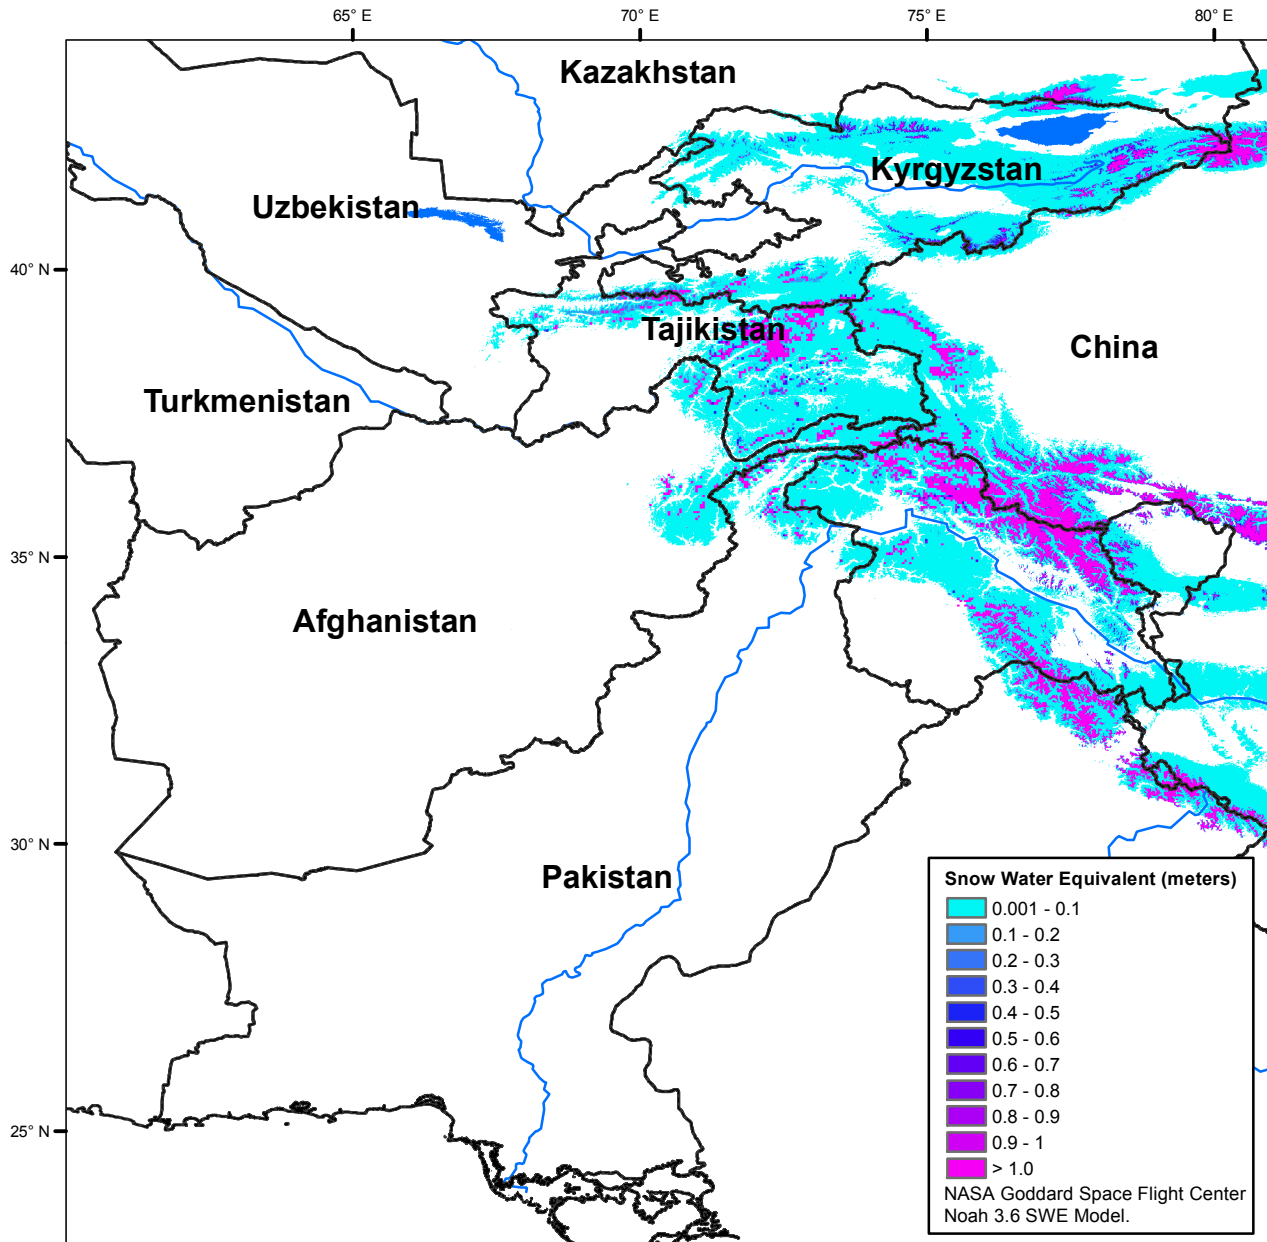 65° E
70° E
75° E
80° E
Kazakhstan
Kyrgyzstan
Uzbekistan
40° N
Tajikistan
China
Turkmenistan
35° N
Afghanistan
30° N
Pakistan
25° N
Snow Water Equivalent (meters)
0.001 - 0.1
0.1 - 0.2
0.2 - 0.3
0.3 - 0.4
0.4 - 0.5
0.5 - 0.6
0.6 - 0.7
0.7 - 0.8
0.8 - 0.9
0.9 - 1
> 1.0
NASA Goddard Space Flight Center
Noah 3.6 SWE Model.